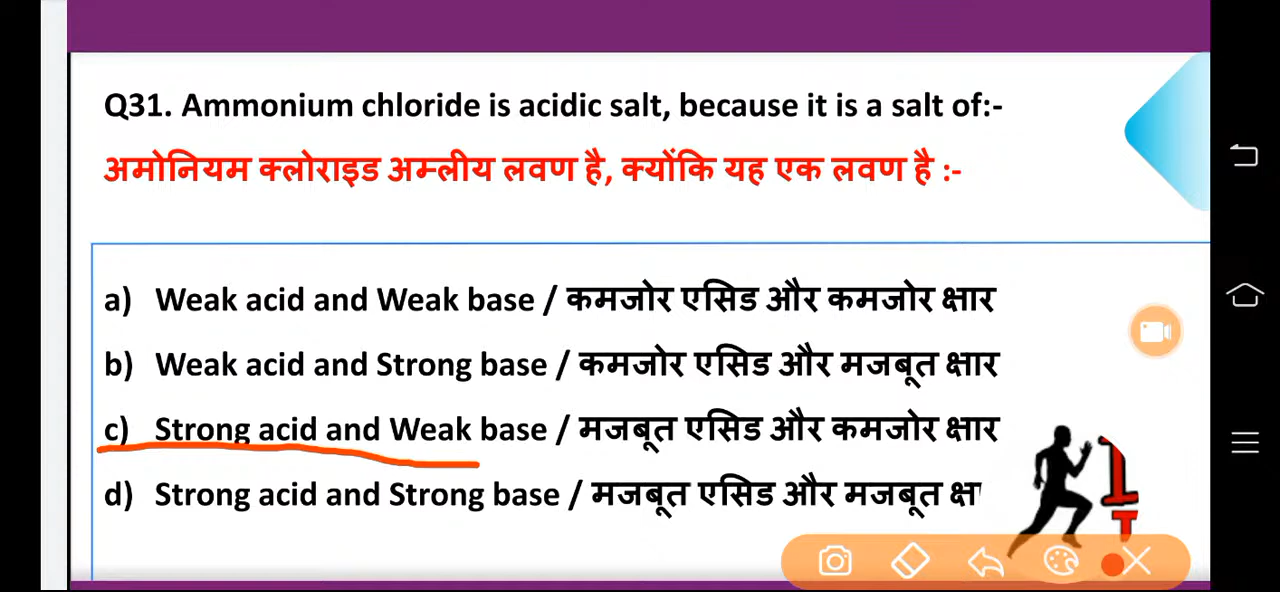 Q31. Ammonium chloride is acidic salt, because it is a salt of:-
अमोनियम क्लोराइड अम्लीय लवण है, क्योंकि यह एक लवण है :-
a) Weak acid and Weak base / कमजोर एसिड और कमजोर क्षार
b) Weak acid and Strong base / कमजोर एसिड और मजबूत क्षार
c) Strong acid and Weak base / मजबूत एसिड और कमजोर क्षार
d) Strong acid and Strong base / मजबूत एसिड और मजबूत